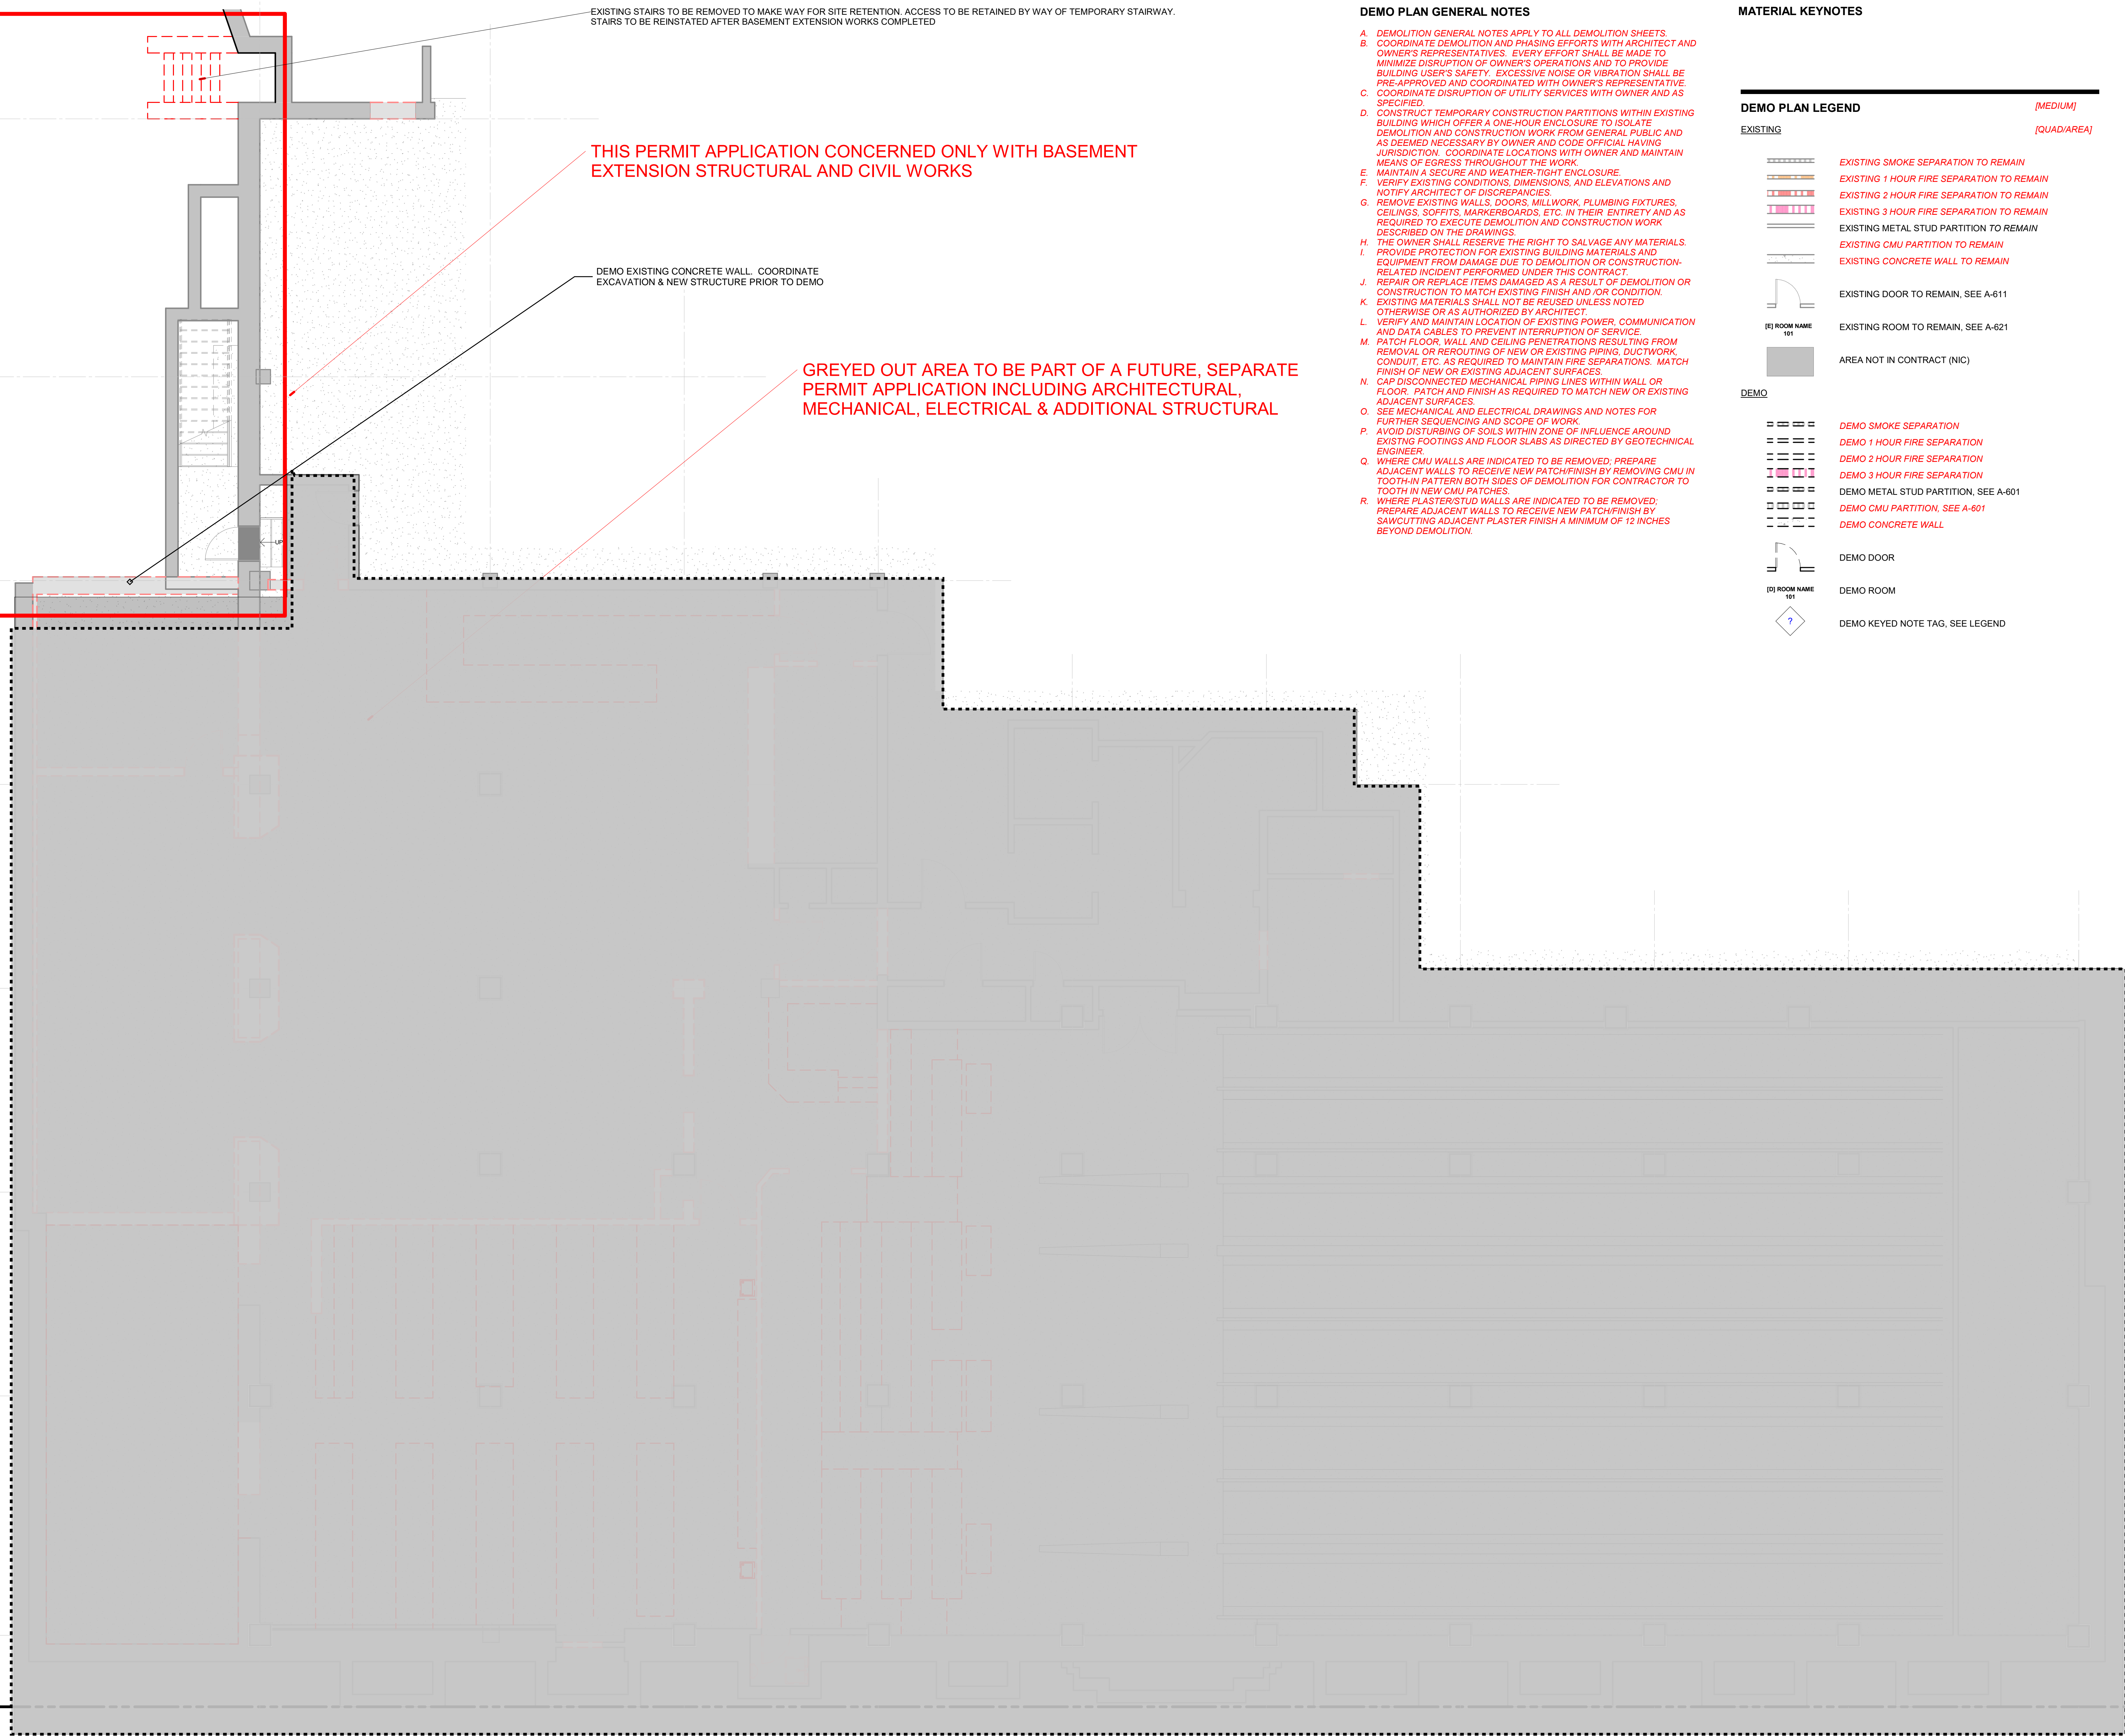 EXISTING STAIRS TO BE REMOVED TO MAKE WAY FOR SITE RETENTION. ACCESS TO BE RETAINED BY WAY OF TEMPORARY STAIRWAY.
STAIRS TO BE REINSTATED AFTER BASEMENT EXTENSION WORKS COMPLETED
THIS PERMIT APPLICATION CONCERNED ONLY WITH BASEMENT
EXTENSION STRUCTURAL AND CIVIL WORKS
DEMO EXISTING CONCRETE WALL. COORDINATE
EXCAVATION & NEW STRUCTURE PRIOR TO DEMO
GREYED OUT AREA TO BE PART OF A FUTURE, SEPARATE
PERMIT APPLICATION INCLUDING ARCHITECTURAL,
MECHANICAL, ELECTRICAL & ADDITIONAL STRUCTURAL
UP
DEMO PLAN GENERAL NOTES
A. DEMOLITION GENERAL NOTES APPLY TO ALL DEMOLITION SHEETS.
B. COORDINATE DEMOLITION AND PHASING EFFORTS WITH ARCHITECT AND
OWNER'S REPRESENTATIVES. EVERY EFFORT SHALL BE MADE TO
MINIMIZE DISRUPTION OF OWNER'S OPERATIONS AND TO PROVIDE
BUILDING USER'S SAFETY. EXCESSIVE NOISE OR VIBRATION SHALL BE
PRE-APPROVED AND COORDINATED WITH OWNER'S REPRESENTATIVE.
C. COORDINATE DISRUPTION OF UTILITY SERVICES WITH OWNER AND AS
SPECIFIED.
D. CONSTRUCT TEMPORARY CONSTRUCTION PARTITIONS WITHIN EXISTING
BUILDING WHICH OFFER A ONE-HOUR ENCLOSURE TO ISOLATE
DEMOLITION AND CONSTRUCTION WORK FROM GENERAL PUBLIC AND
AS DEEMED NECESSARY BY OWNER AND CODE OFFICIAL HAVING
JURISDICTION. COORDINATE LOCATIONS WITH OWNER AND MAINTAIN
MEANS OF EGRESS THROUGHOUT THE WORK.
E. MAINTAIN A SECURE AND WEATHER-TIGHT ENCLOSURE.
F. VERIFY EXISTING CONDITIONS, DIMENSIONS, AND ELEVATIONS AND
NOTIFY ARCHITECT OF DISCREPANCIES.
G. REMOVE EXISTING WALLS, DOORS, MILLWORK, PLUMBING FIXTURES,
CEILINGS, SOFFITS, MARKERBOARDS, ETC. IN THEIR ENTIRETY AND AS
REQUIRED TO EXECUTE DEMOLITION AND CONSTRUCTION WORK
DESCRIBED ON THE DRAWINGS.
H. THE OWNER SHALL RESERVE THE RIGHT TO SALVAGE ANY MATERIALS.
I. PROVIDE PROTECTION FOR EXISTING BUILDING MATERIALS AND
EQUIPMENT FROM DAMAGE DUE TO DEMOLITION OR CONSTRUCTION-
RELATED INCIDENT PERFORMED UNDER THIS CONTRACT.
J. REPAIR OR REPLACE ITEMS DAMAGED AS A RESULT OF DEMOLITION OR
CONSTRUCTION TO MATCH EXISTING FINISH AND /OR CONDITION.
K. EXISTING MATERIALS SHALL NOT BE REUSED UNLESS NOTED
OTHERWISE OR AS AUTHORIZED BY ARCHITECT.
L. VERIFY AND MAINTAIN LOCATION OF EXISTING POWER, COMMUNICATION
AND DATA CABLES TO PREVENT INTERRUPTION OF SERVICE.
M. PATCH FLOOR, WALL AND CEILING PENETRATIONS RESULTING FROM
REMOVAL OR REROUTING OF NEW OR EXISTING PIPING, DUCTWORK,
CONDUIT, ETC. AS REQUIRED TO MAINTAIN FIRE SEPARATIONS. MATCH
FINISH OF NEW OR EXISTING ADJACENT SURFACES.
N. CAP DISCONNECTED MECHANICAL PIPING LINES WITHIN WALL OR
FLOOR. PATCH AND FINISH AS REQUIRED TO MATCH NEW OR EXISTING
ADJACENT SURFACES.
O. SEE MECHANICAL AND ELECTRICAL DRAWINGS AND NOTES FOR
FURTHER SEQUENCING AND SCOPE OF WORK.
P. AVOID DISTURBING OF SOILS WITHIN ZONE OF INFLUENCE AROUND
EXISTNG FOOTINGS AND FLOOR SLABS AS DIRECTED BY GEOTECHNICAL
ENGINEER.
Q. WHERE CMU WALLS ARE INDICATED TO BE REMOVED; PREPARE
ADJACENT WALLS TO RECEIVE NEW PATCH/FINISH BY REMOVING CMU IN
TOOTH-IN PATTERN BOTH SIDES OF DEMOLITION FOR CONTRACTOR TO
TOOTH IN NEW CMU PATCHES.
R. WHERE PLASTER/STUD WALLS ARE INDICATED TO BE REMOVED;
PREPARE ADJACENT WALLS TO RECEIVE NEW PATCH/FINISH BY
SAWCUTTING ADJACENT PLASTER FINISH A MINIMUM OF 12 INCHES
BEYOND DEMOLITION.
MATERIAL KEYNOTES
DEMO PLAN LEGEND [MEDIUM]
EXISTING [QUAD/AREA]
EXISTING SMOKE SEPARATION TO REMAIN
EXISTING 1 HOUR FIRE SEPARATION TO REMAIN
EXISTING 2 HOUR FIRE SEPARATION TO REMAIN
EXISTING 3 HOUR FIRE SEPARATION TO REMAIN
EXISTING METAL STUD PARTITION TO REMAIN
EXISTING CMU PARTITION TO REMAIN
EXISTING CONCRETE WALL TO REMAIN
EXISTING DOOR TO REMAIN, SEE A-611
[E] ROOM NAME
101
EXISTING ROOM TO REMAIN, SEE A-621
AREA NOT IN CONTRACT (NIC)
DEMO
DEMO SMOKE SEPARATION
DEMO 1 HOUR FIRE SEPARATION
DEMO 2 HOUR FIRE SEPARATION
DEMO 3 HOUR FIRE SEPARATION
DEMO METAL STUD PARTITION, SEE A-601
DEMO CMU PARTITION, SEE A-601
DEMO CONCRETE WALL
DEMO DOOR
[D] ROOM NAME
101
DEMO ROOM
?
DEMO KEYED NOTE TAG, SEE LEGEND